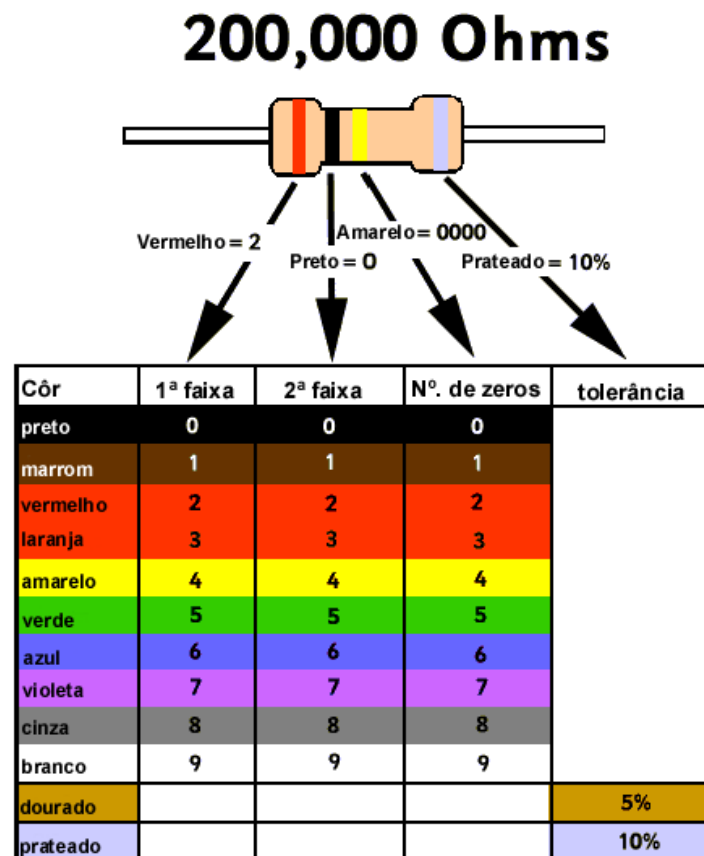 200,000 Ohms
Vermelho = 2
Amarelo = 0000
Preto = 0
Prateado = 10%
Côr 1ª faixa 2ª faixa Nº. de zeros tolerância
preto 0 0 0
marrom 1 1 1
vermelho 2 2 2
laranja 3 3 3
amarelo 4 4 4
verde 5 5 5
azul 6 6 6
violeta 7 7 7
cinza 8 8 8
branco 9 9 9
dourado 5%
prateado 10%